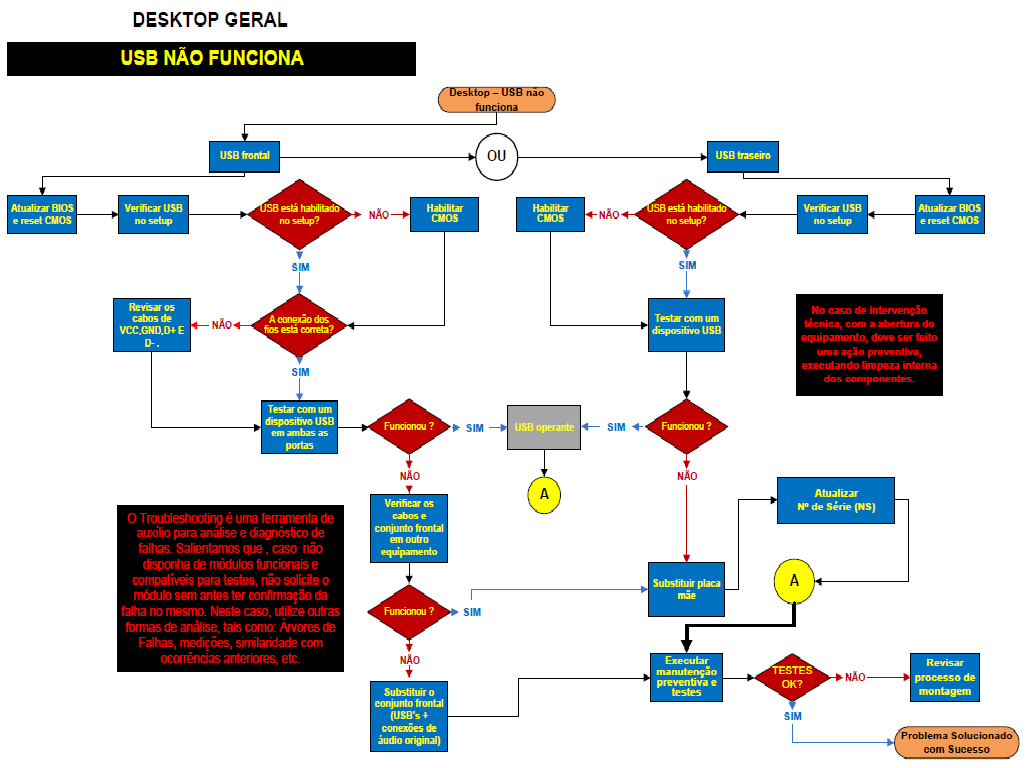 DESKTOP GERAL
USB NÃO FUNCIONA
Desktop – USB não
funciona
USB frontal
OU
USB traseiro
Atualizar BIOS
e reset CMOS
Verificar USB
no setup
USB está habilitado
no setup?
NÃO
Habilitar
CMOS
Habilitar
CMOS
NÃO
USB está habilitado
no setup?
Verificar USB
no setup
Atualizar BIOS
e reset CMOS
SIM
SIM
Revisar os
cabos de
VCC,GND,D+ E
D- .
NÃO
A conexão dos
fios está correta?
Testar com um
dispositivo USB
No caso de intervenção
técnica, com a abertura do
equipamento, deve ser feito
uma ação preventiva,
executando limpeza interna
dos componentes.
SIM
Testar com um
dispositivo USB
em ambas as
portas
Funcionou ?
SIM
USB operante
SIM
Funcionou ?
NÃO
NÃO
A
Verificar os
cabos e
conjunto frontal
em outro
equipamento
Atualizar
Nº de Série (NS)
O Troubleshooting é uma ferramenta de
auxílio para análise e diagnóstico de
falhas. Salientamos que , caso não
disponha de módulos funcionais e
compatíveis para testes, não solicite o
módulo sem antes ter confirmação da
falha no mesmo. Neste caso, utilize outras
formas de análise, tais como: Árvores de
Falhas, medições, similaridade com
ocorrências anteriores, etc.
Funcionou ?
SIM
Substituir placa
mãe
A
NÃO
Substituir o
conjunto frontal
(USB's +
conexões de
áudio original)
Executar
manutenção
preventiva e
testes
TESTES
OK?
NÃO
Revisar
processo de
montagem
SIM
Problema Solucionado
com Sucesso